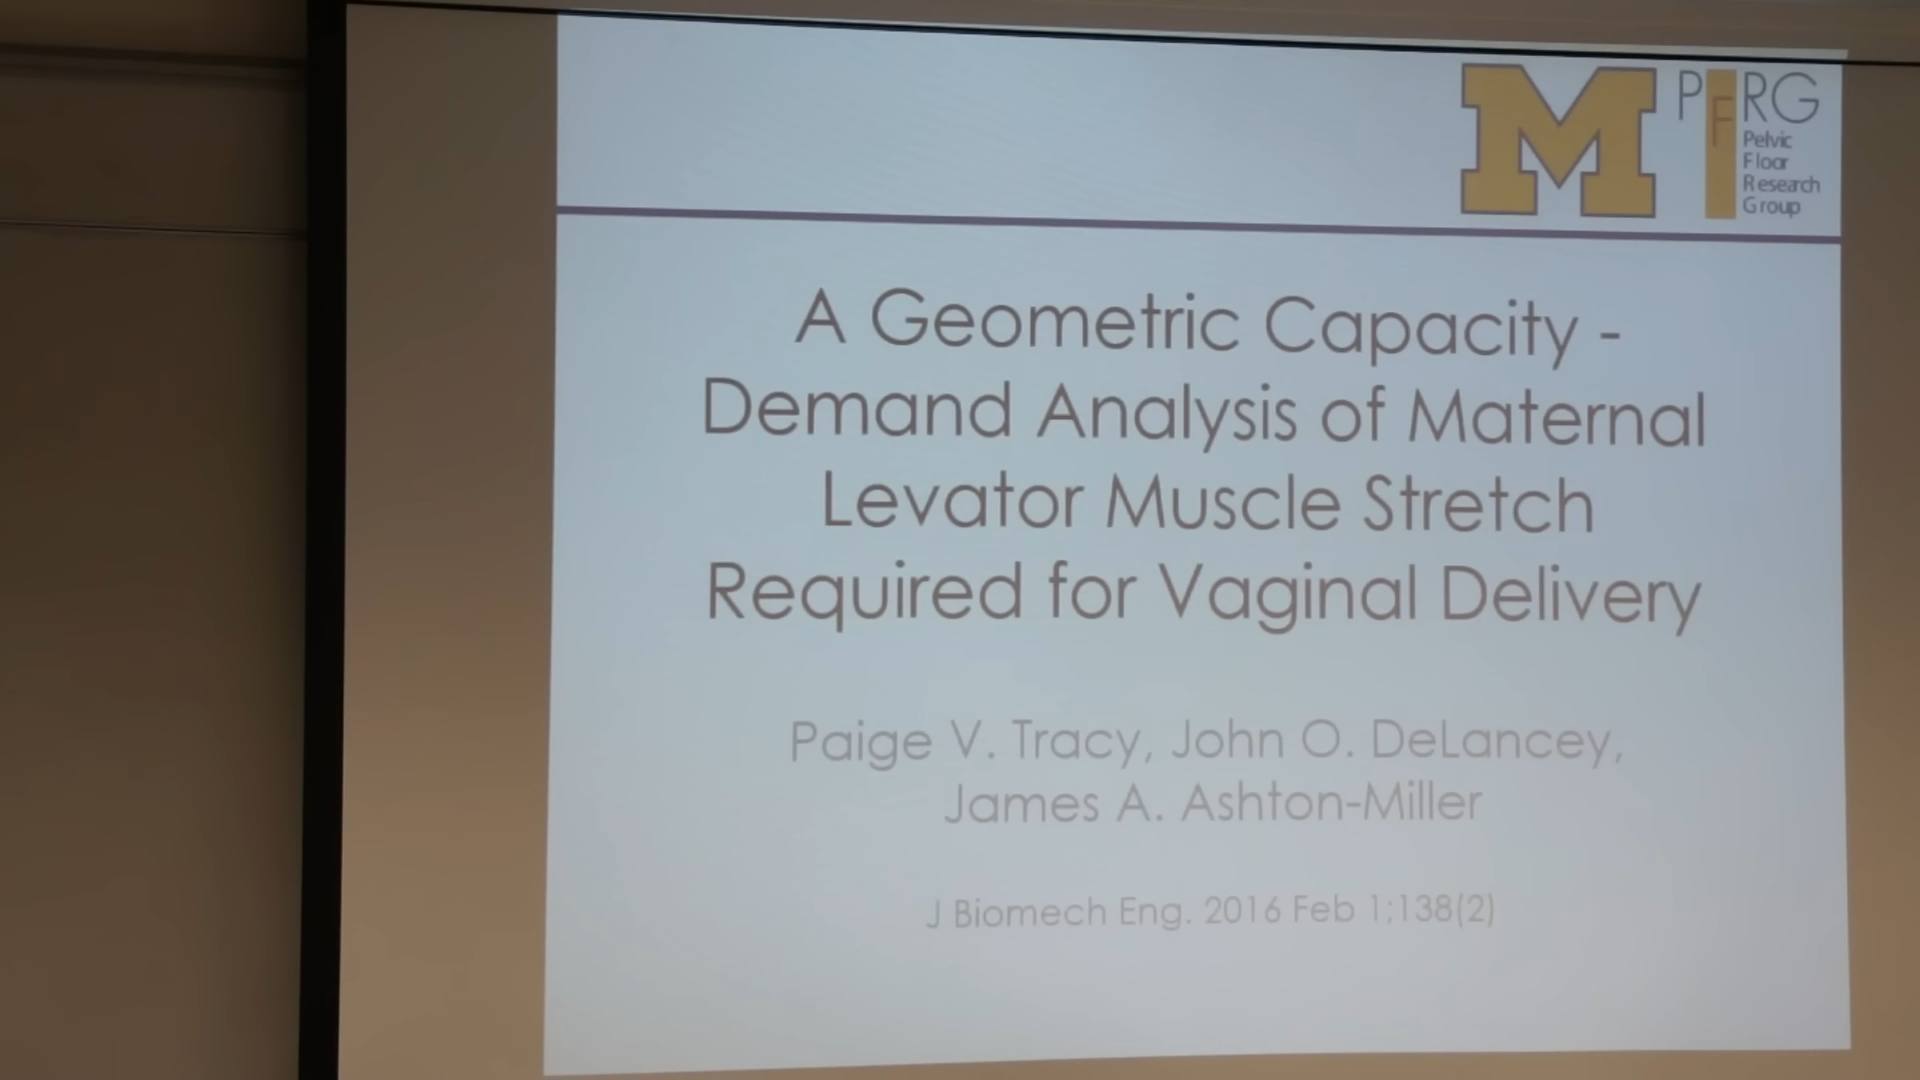 M PFRG
Pelvic
Floor
Research
Group
A Geometric Capacity -
Demand Analysis of Maternal
Levator Muscle Stretch
Required for Vaginal Delivery
Paige V. Tracy, John O. DeLancey,
James A. Ashton-Miller
J Biomech Eng. 2016 Feb 1;138(2)